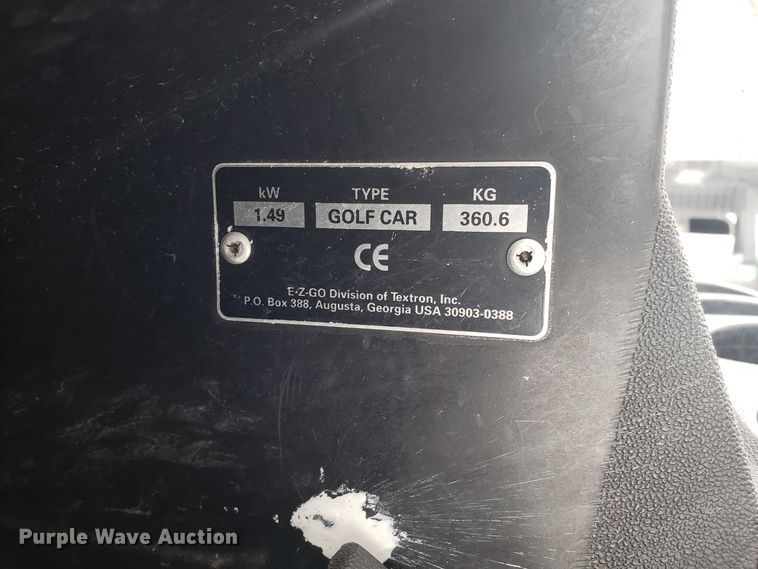 kW TYPE KG
1.49 GOLF CAR 360.6
CE
E-Z-GO Division of Textron, Inc.
P.O. Box 388, Augusta, Georgia USA 30903-0388
Purple Wave Auction®